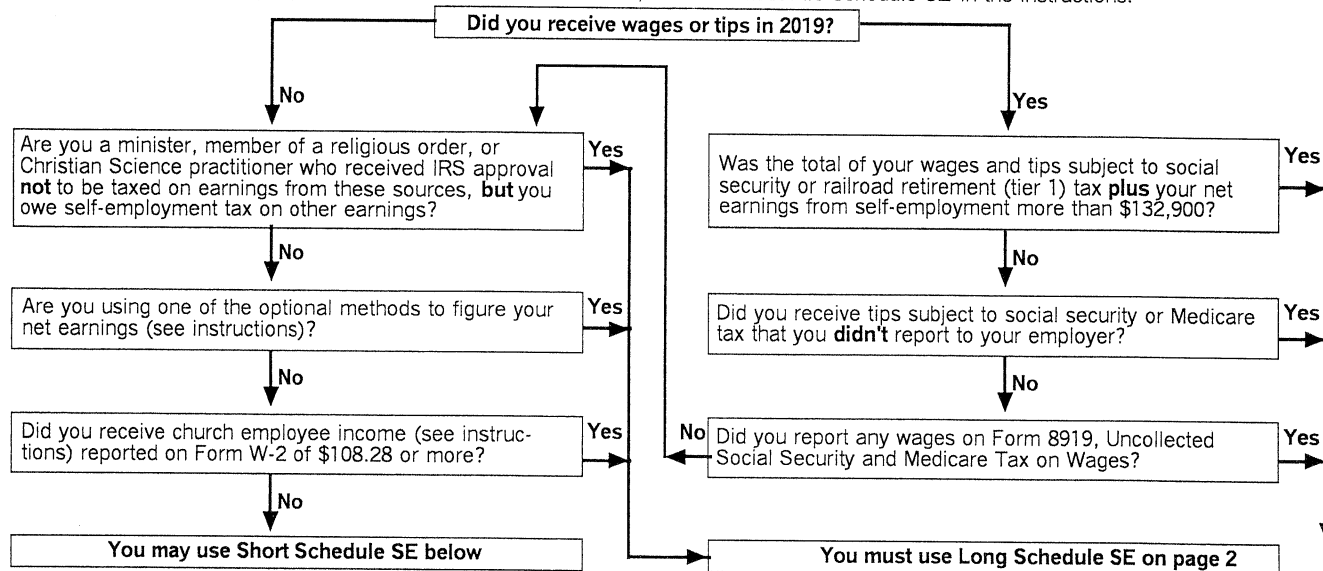 Schedule SE in the instructions.
Did you receive wages or tips in 2019?
No
Yes
Are you a minister, member of a religious order, or
Christian Science practitioner who received IRS approval
not to be taxed on earnings from these sources, but you
owe self-employment tax on other earnings?
Yes
No
Are you using one of the optional methods to figure your
net earnings (see instructions)?
Yes
No
Did you receive church employee income (see instruc-
tions) reported on Form W-2 of $108.28 or more?
Yes
No
You may use Short Schedule SE below
Was the total of your wages and tips subject to social
security or railroad retirement (tier 1) tax plus your net
earnings from self-employment more than $132,900?
Yes
No
Did you receive tips subject to social security or Medicare
tax that you didn't report to your employer?
Yes
No
No
Did you report any wages on Form 8919, Uncollected
Social Security and Medicare Tax on Wages?
Yes
You must use Long Schedule SE on page 2